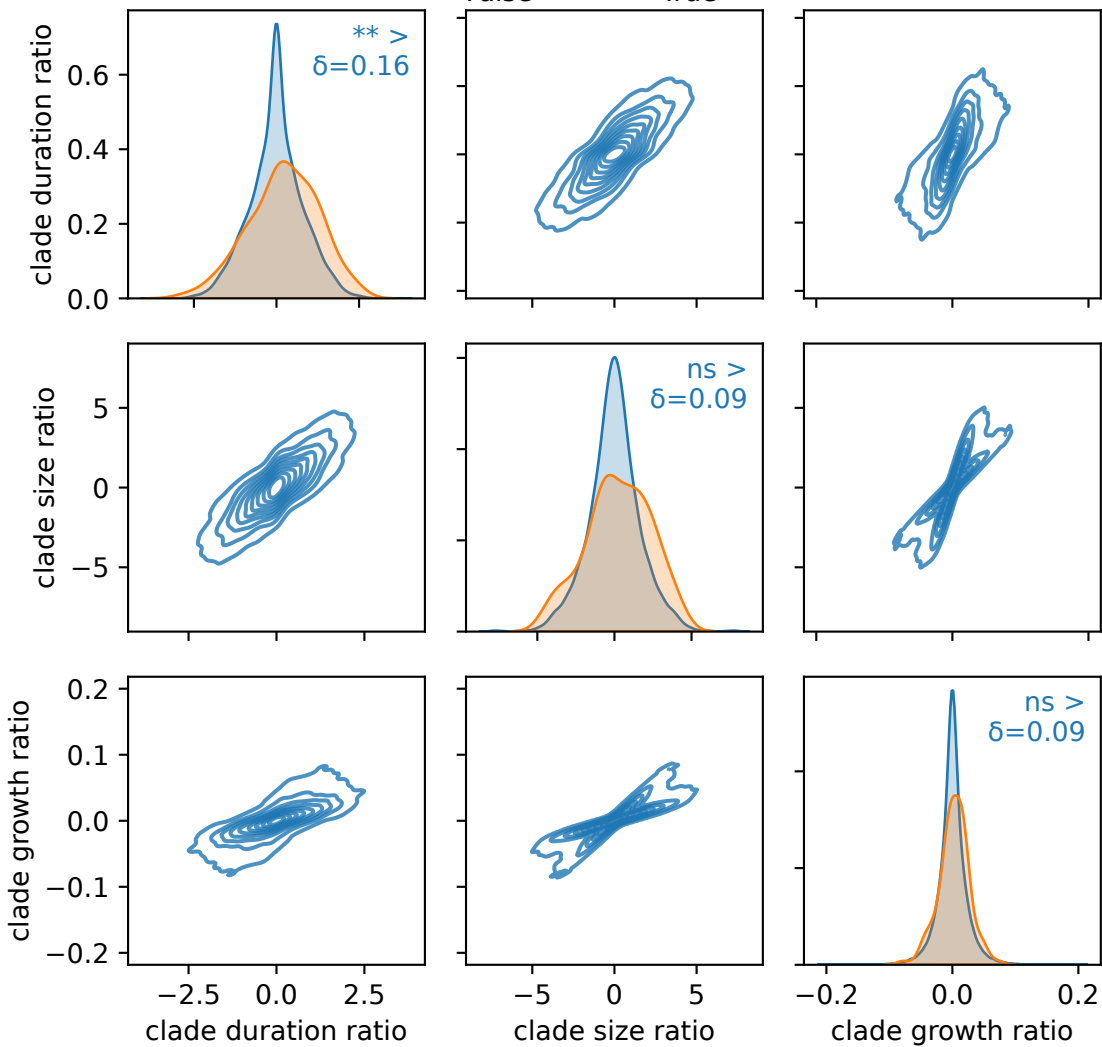 clade duration ratio
0.6
0.4
0.2
0.0
** >
δ=0.16
clade size ratio
5
0
−5
ns >
δ=0.09
clade growth ratio
0.2
0.1
0.0
−0.1
−0.2
ns >
δ=0.09
−2.5
0.0
2.5
−5
0
5
−0.2
0.0
0.2
clade duration ratio
clade size ratio
clade growth ratio